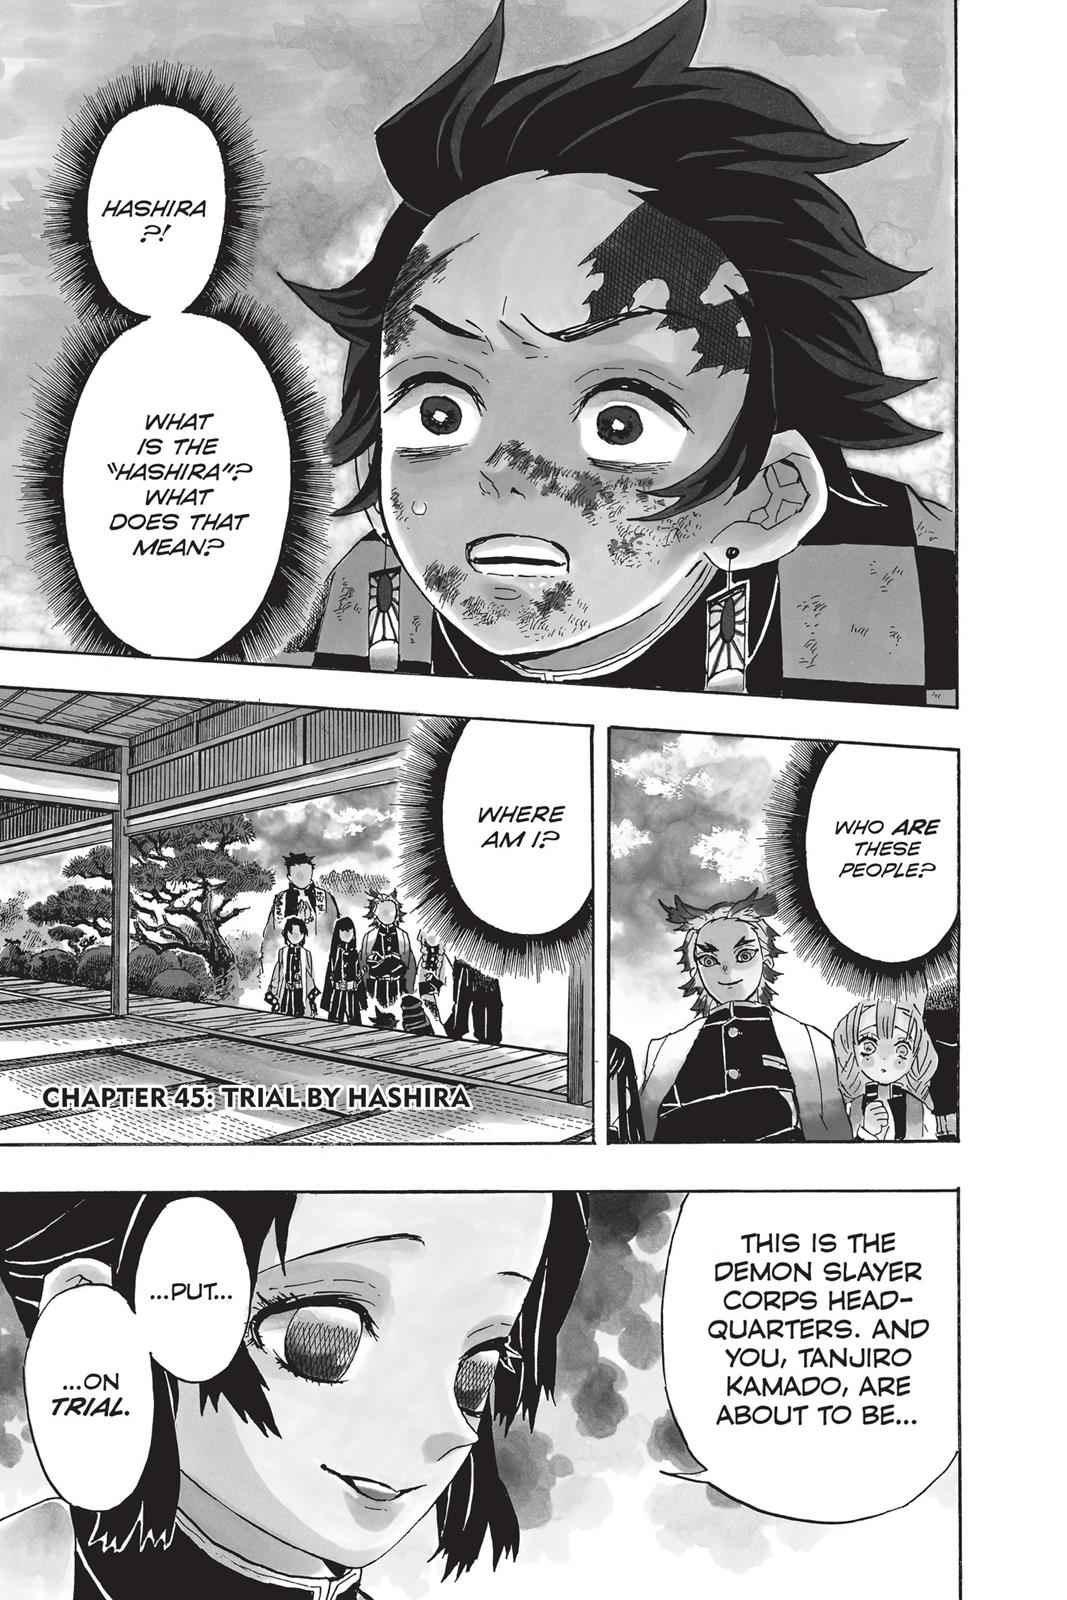 HASHIRA
?!
WHAT
IS THE
"HASHIRA"?
WHAT
DOES THAT
MEAN?
WHO ARE
THESE
PEOPLE?
WHERE
AM I?
CHAPTER 45: TRIAL BY HASHIRA
THIS IS THE
DEMON SLAYER
CORPS HEAD-
QUARTERS. AND
YOU, TANJIRO
KAMADO, ARE
ABOUT TO BE...
...PUT...
...ON
TRIAL.